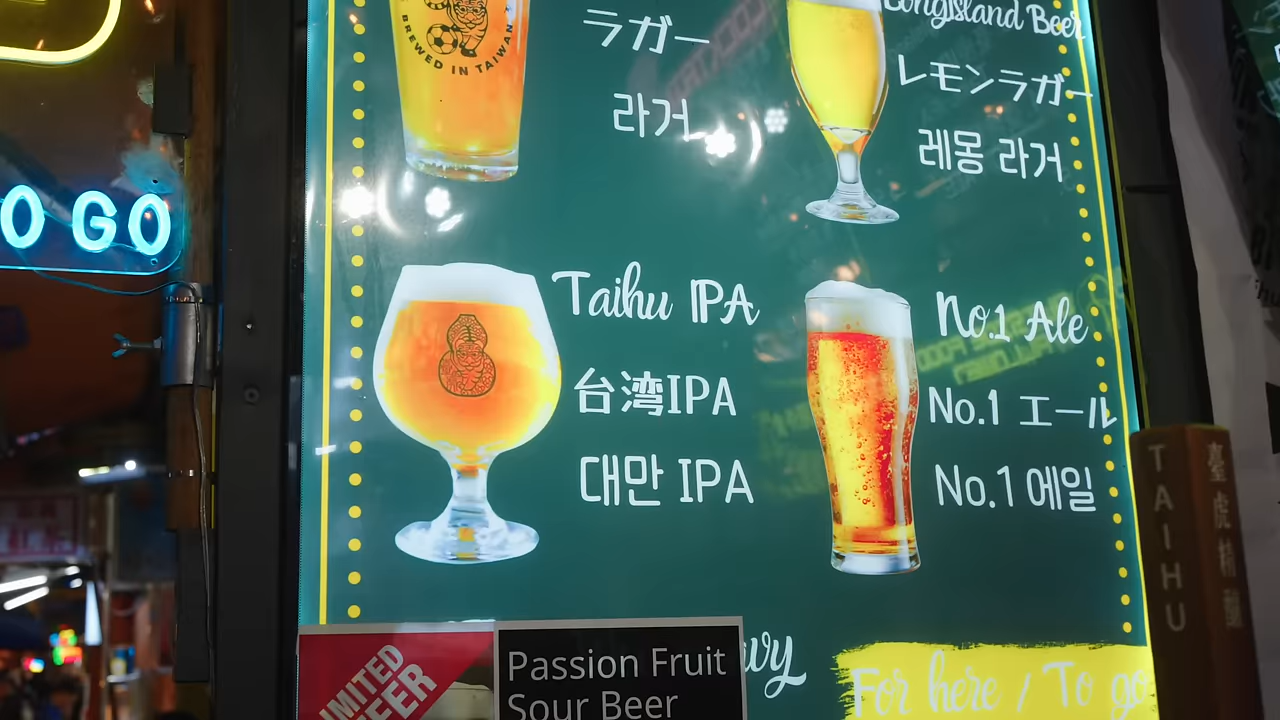 BREWED IN TAIWAN
ラガー
라거
LongIsland Beer
レモンラガー
레몽 라거
O GO
Taihu IPA
台湾IPA
대만 IPA
No.1 Ale
No.1 エール
No.1 에일
TAIHU
臺虎精釀
LIMITED
BEER
Passion Fruit
Sour Beer
For here / To go